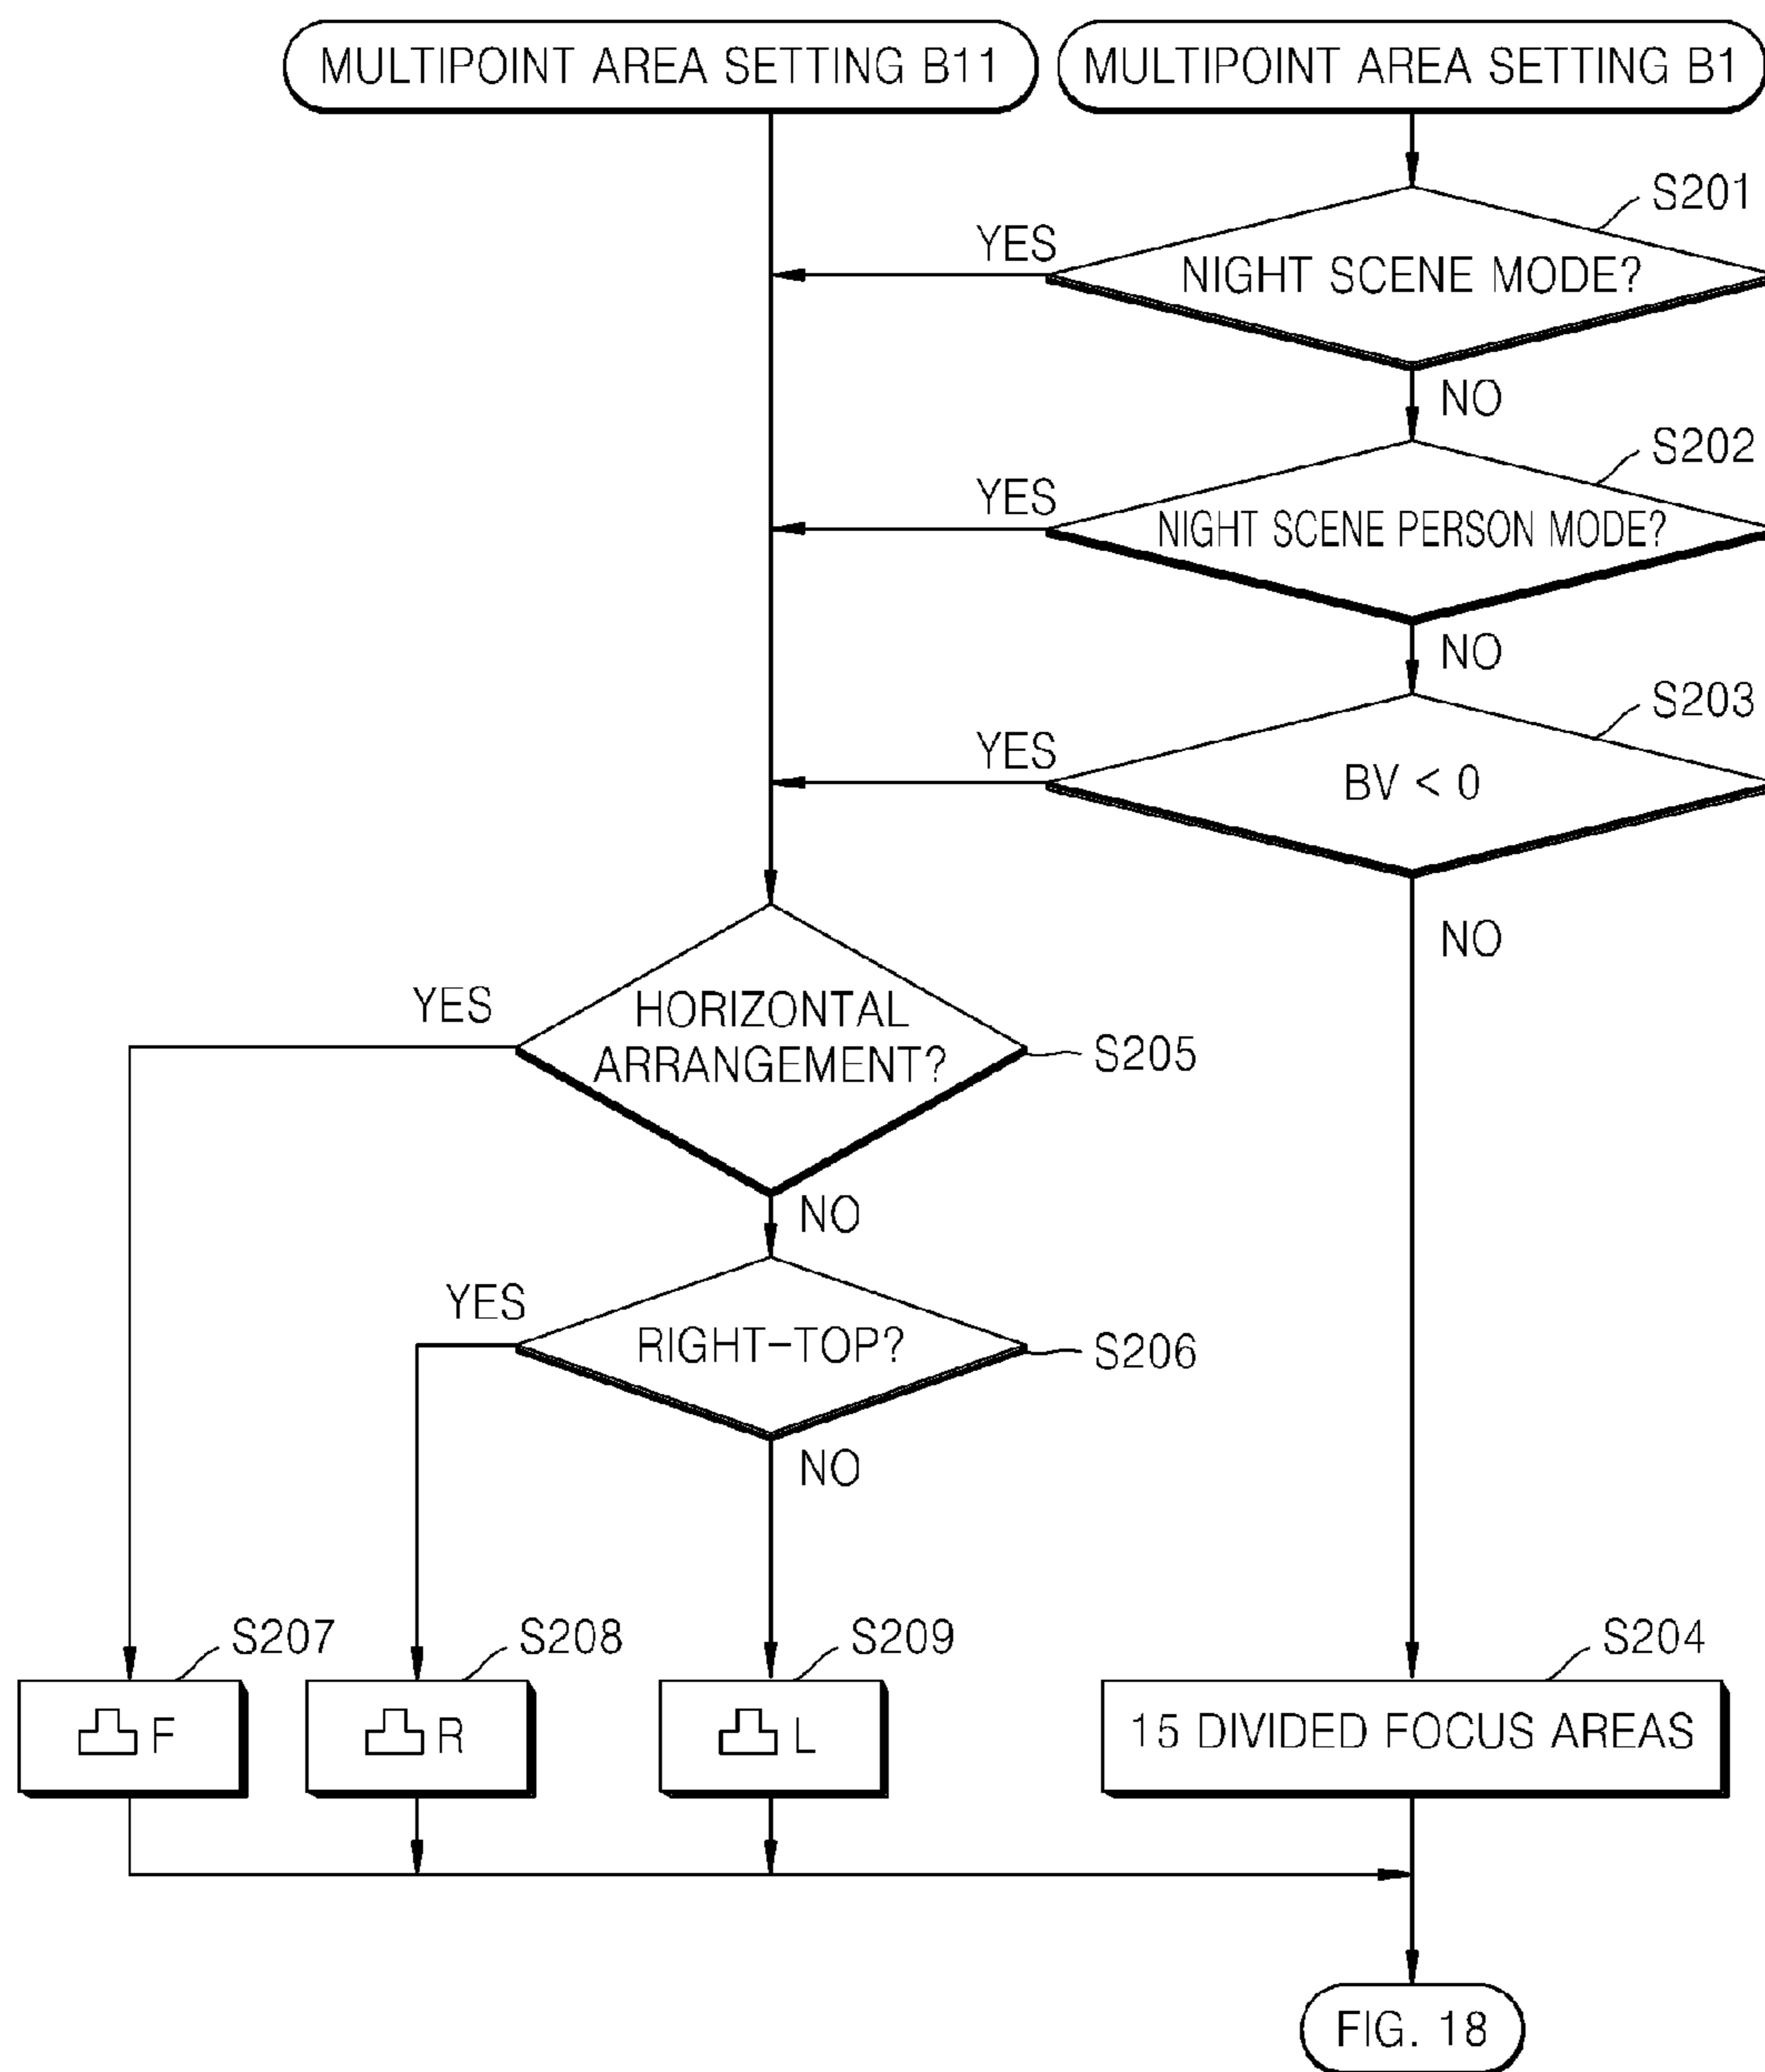 MULTIPOINT AREA SETTING B11
MULTIPOINT AREA SETTING B1
S201
YES
NIGHT SCENE MODE?
NO
S202
YES
NIGHT SCENE PERSON MODE?
NO
S203
YES
BV < 0
NO
YES
HORIZONTAL
ARRANGEMENT?
S205
NO
YES
RIGHT-TOP?
S206
NO
S207
S208
S209
S204
F
R
L
15 DIVIDED FOCUS AREAS
FIG. 18